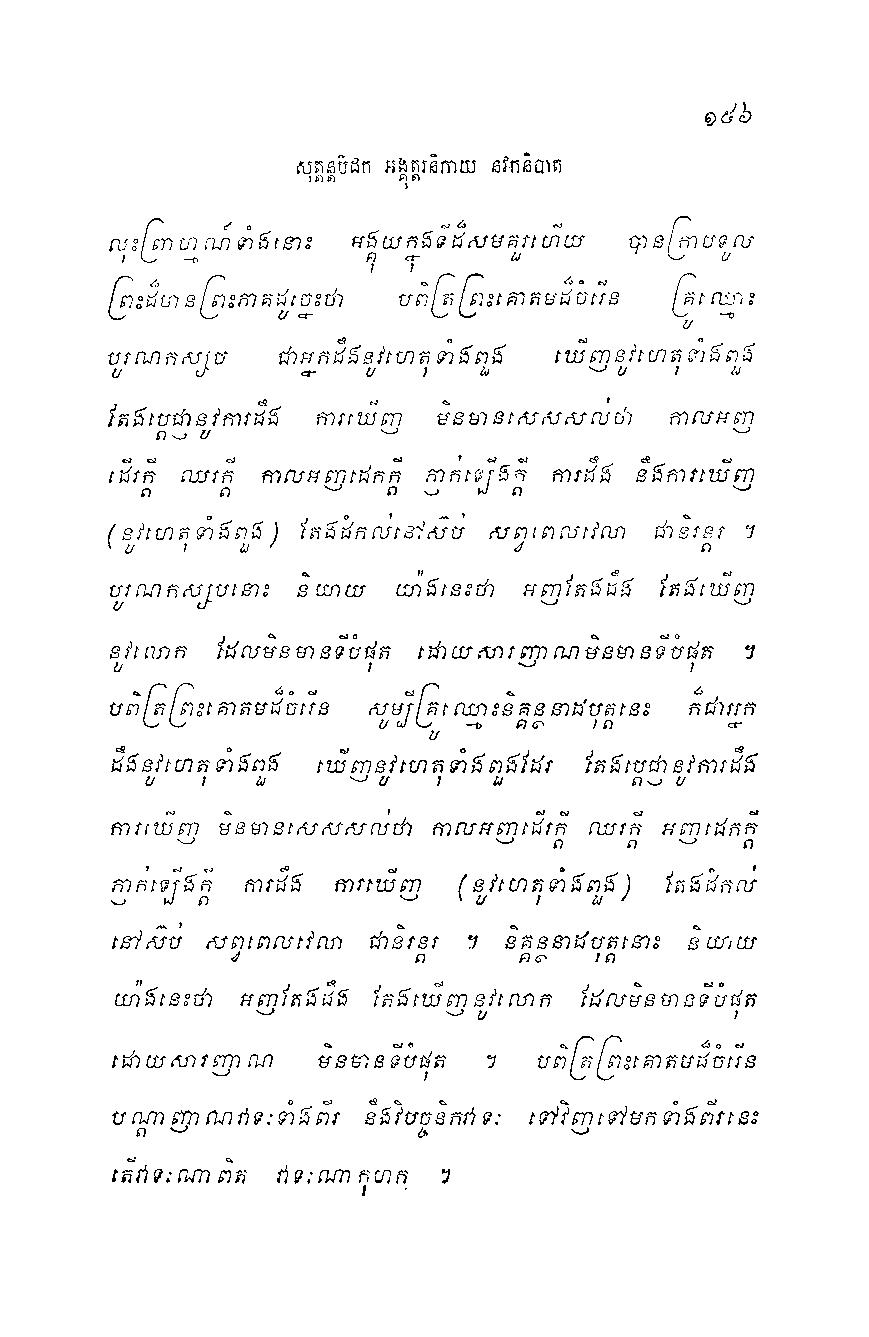 ១៥៦
សុត្តន្តបិដក អង្គុត្តរនិកាយ នវកនិបាត
លុះព្រាហ្មណ៍ទាំងនោះ អង្គុយក្នុងទីដ៏សមគួរហើយ បានក្រាបទូល
ព្រះដ៏មានព្រះភាគដូច្នេះថា បពិត្រព្រះគោតមដ៏ចំរើន គ្រូឈ្មោះ
បូរណកស្សប ជាអ្នកដឹងនូវហេតុទាំងពួង ឃើញនូវហេតុទាំងពួង
តែងប្តេជ្ញានូវការដឹង ការឃើញ មិនមានសេសសល់ថា កាលអញ
ដើរក្តី ឈរក្តី កាលអញដេកក្តី ភ្ញាក់ឡើងក្តី ការដឹង នឹងការឃើញ
(នូវហេតុទាំងពួង) តែងដំកល់នៅស៊ប់ សព្វពេលវេលា ជានិរន្តរ ។
បូរណកស្សបនោះ និយាយ យ៉ាងនេះថា អញតែងដឹង តែងឃើញ
នូវលោក ដែលមិនមានទីបំផុត ដោយសារញាណមិនមានទីបំផុត ។
បពិត្រព្រះគោតមដ៏ចំរើន សូម្បីគ្រូឈ្មោះនិគ្គន្ថនាដបុត្តនេះ ក៏ជាអ្នក
ដឹងនូវហេតុទាំងពួង ឃើញនូវហេតុទាំងពួងដែរ តែងប្តេជ្ញានូវការដឹង
ការឃើញ មិនមានសេសសល់ថា កាលអញដើរក្តី ឈរក្តី អញដេកក្តី
ភ្ញាក់ឡើងក្តី ការដឹង ការឃើញ (នូវហេតុទាំងពួង) តែងដំកល់
នៅស៊ប់ សព្វពេលវេលា ជានិរន្តរ ។ និគ្គន្ថនាដបុត្តនោះ និយាយ
យ៉ាងនេះថា អញតែងដឹង តែងឃើញនូវលោក ដែលមិនមានទីបំផុត
ដោយសារញាណ មិនមានទីបំផុត ។ បពិត្រព្រះគោតមដ៏ចំរើន
បណ្តាញាណវាទៈទាំងពីរ នឹងវិបច្ចនិកវាទៈ ទៅវិញទៅមកទាំងពីរនេះ
តើវាទៈណាពិត វាទៈណាកុហក ។